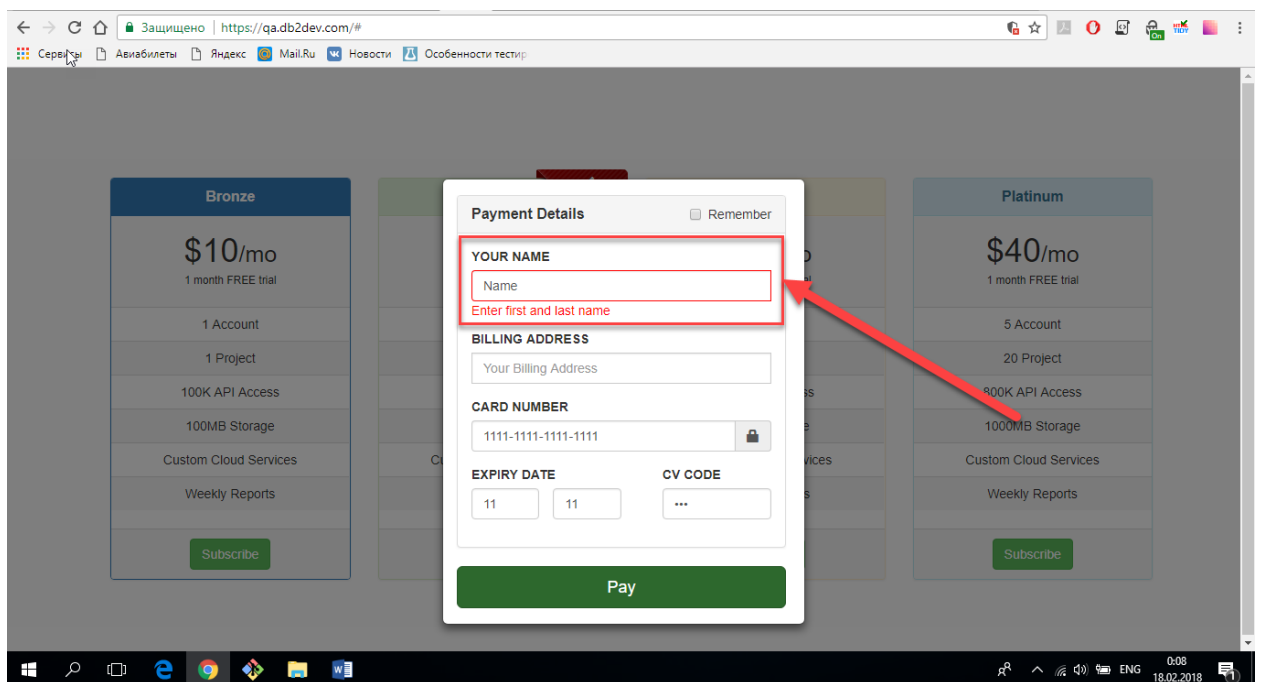 Защищено | https://qa.db2dev.com/#
Сервисы Авиабилеты Яндекс Mail.Ru Новости Особенности тестир
Bronze
$10/mo
1 month FREE trial
1 Account
1 Project
100K API Access
100MB Storage
Custom Cloud Services
Weekly Reports
Subscribe
Payment Details Remember
YOUR NAME
Name
Enter first and last name
BILLING ADDRESS
Your Billing Address
CARD NUMBER
1111-1111-1111-1111
EXPIRY DATE CV CODE
11 11 •••
Pay
Platinum
$40/mo
1 month FREE trial
5 Account
20 Project
800K API Access
1000MB Storage
Custom Cloud Services
Weekly Reports
Subscribe
ENG 0:08
18.02.2018